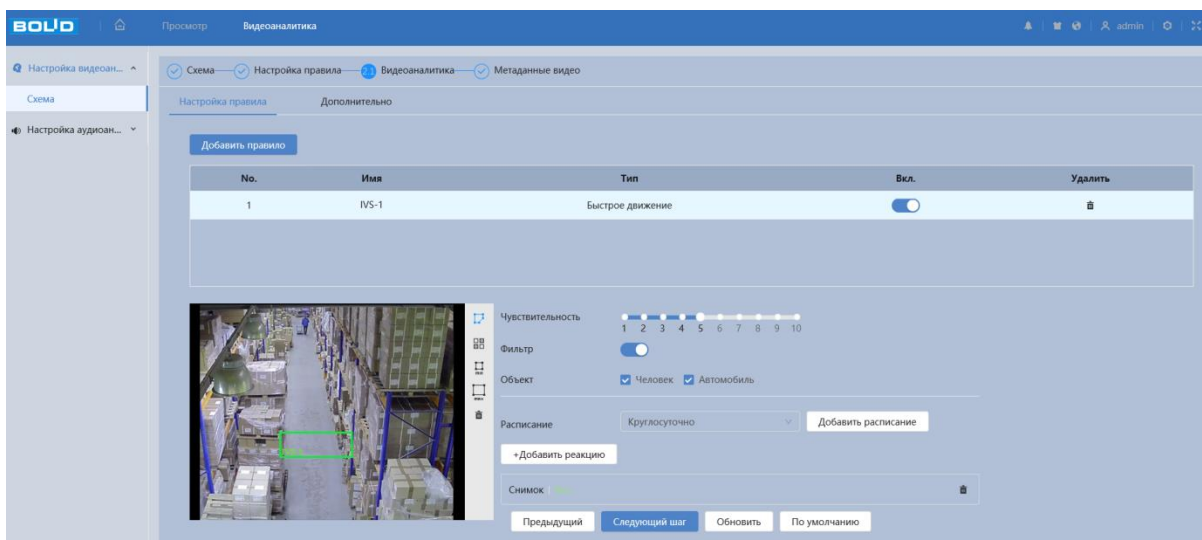 BOLID
Просмотр
Видеоаналитика
admin
Настройка видеоан...
Схема
Настройка аудиоан...
Схема
Настройка правила
2.1
Видеоаналитика
Метаданные видео
Настройка правила
Дополнительно
Добавить правило
No. Имя Тип Вкл. Удалить
1 IVS-1 Быстрое движение
Чувствительность
1 2 3 4 5 6 7 8 9 10
Фильтр
Объект Человек Автомобиль
Расписание Круглосуточно Добавить расписание
+Добавить реакцию
Снимок
Предыдущий Следующий шаг Обновить По умолчанию